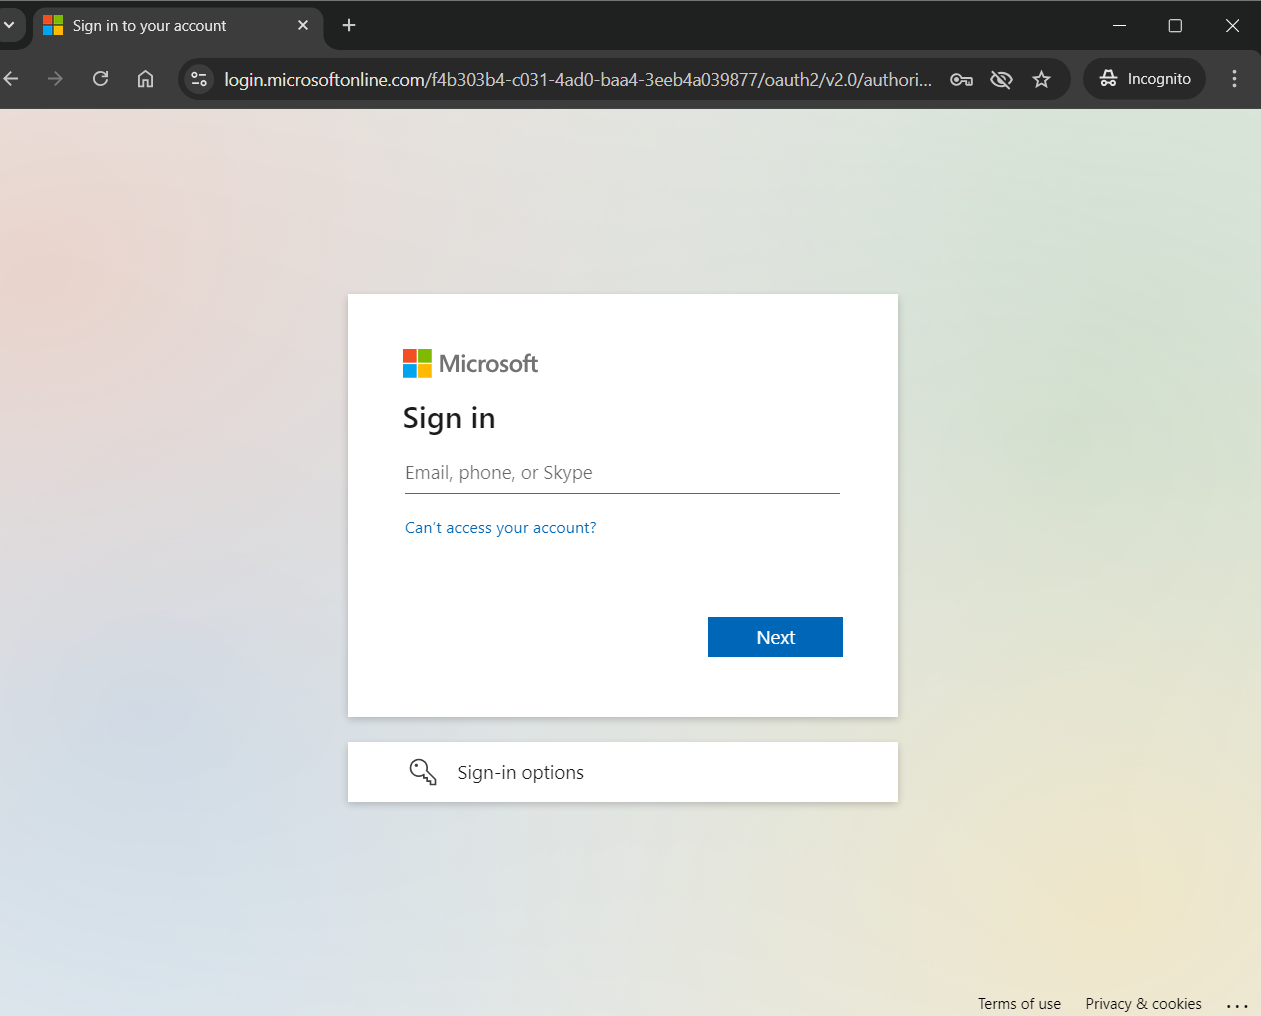 Sign in to your account
login.microsoftonline.com/f4b303b4-c031-4ad0-baa4-3eeb4a039877/oauth2/v2.0/authori...
Incognito
Microsoft
Sign in
Email, phone, or Skype
Can't access your account?
Next
Sign-in options
Terms of use Privacy & cookies ...